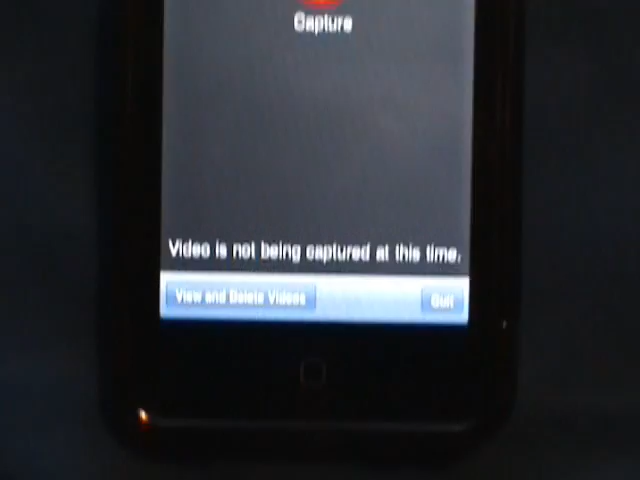 Capture
Video is not being captured at this time.
View and Delete Videos
Quit